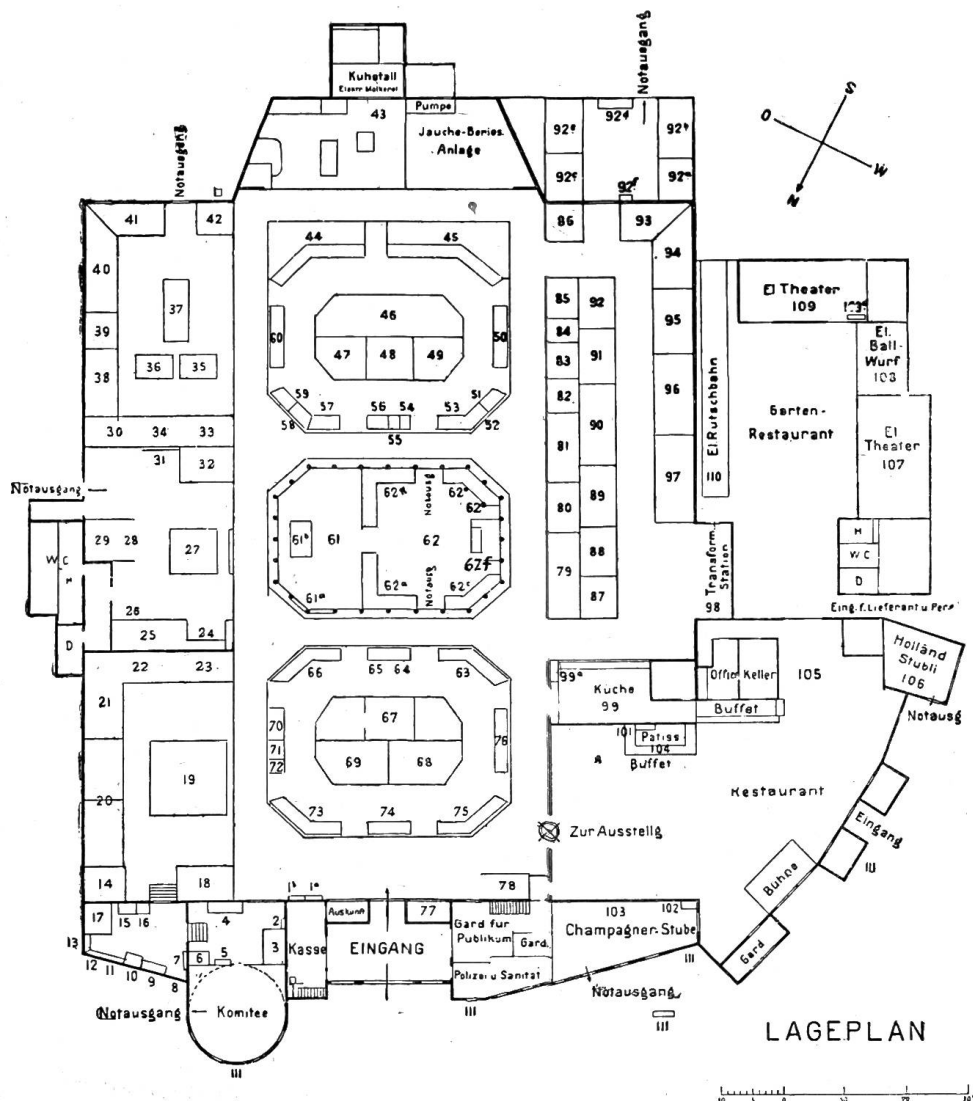 Kuhstall
Elsere Molkerei
Pumpe
43
Jauche-Beries.
Anlage
Notausgang
Notausgang
92e
92d
92b
92f
92f
92a
S
O
W
N
41
42
86
93
44
45
94
40
37
El Theater
109
46
85
92
95
39
60
50
84
El.
Ball-
Wurf
108
47
48
49
91
38
36
35
83
59
51
96
57
56
54
53
82
El. Rutschbahn
Garten-
Restaurant
58
52
55
90
El
Theater
107
30
34
33
81
31
32
97
110
Notausgang
62d
Notausg
62e
62
89
80
29
28
27
61b
61
62
H
W C
H
62f
88
WC
79
Transform
Station
D
61a
62a
Notausg
62c
87
98
26
Eing. f. Lieferant u Pers
25
24
D
22
23
66
65
64
63
99a
Küche
99
Office
Keller
105
Holländ
Stubli
106
21
Buffet
70
67
76
Notausg
71
101
Patiss
104
72
69
68
Buffet
19
Restaurant
20
73
74
75
Zur Ausstellg
Eingang
III
14
18
78
Bühne
1b
1a
17
15
16
4
2
Auskunft
77
Gard für
Publikum
103
102
Gard.
Champagner-Stube
Kasse
EINGANG
13
3
Gard
12
11
10
9
8
7
6
5
Polizei u Sanität
III
Notausgang
Notausgang
Komitee
III
III
III
LAGEPLAN